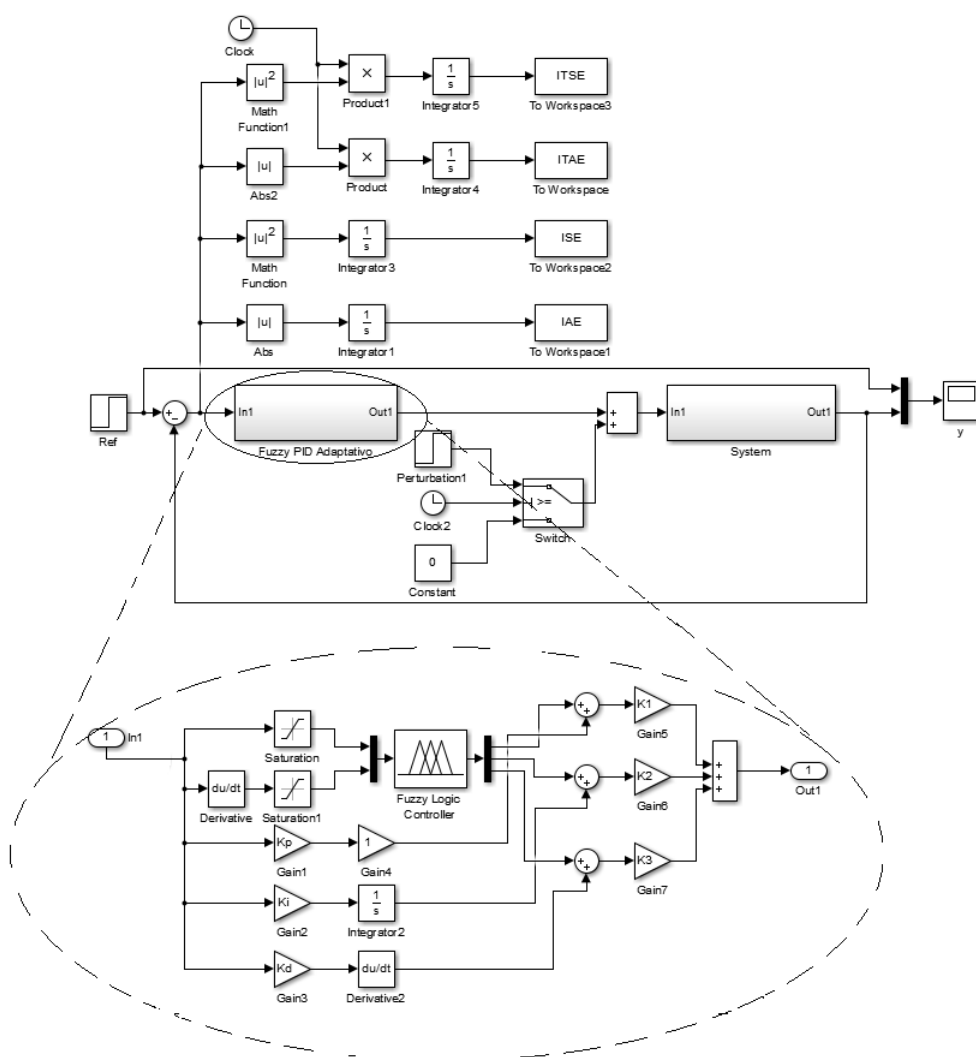 Clock
|u|²
Math
Function1
×
Product1
1
s
Integrator5
ITSE
To Workspace3
|u|
Abs2
×
Product
1
s
Integrator4
ITAE
To Workspace
|u|²
Math
Function
1
s
Integrator3
ISE
To Workspace2
|u|
Abs
1
s
Integrator1
IAE
To Workspace1
Ref
+
−
In1
Out1
Fuzzy PID Adaptativo
Perturbation1
Clock2
0
Constant
>=
Switch
+
+
In1
Out1
System
y
1
In1
Saturation
du/dt
Derivative
Saturation1
Fuzzy Logic
Controller
Kp
Gain1
1
Gain4
Ki
Gain2
1
s
Integrator2
Kd
Gain3
du/dt
Derivative2
+
+
K1
Gain5
+
+
K2
Gain6
+
+
K3
Gain7
+
+
+
1
Out1